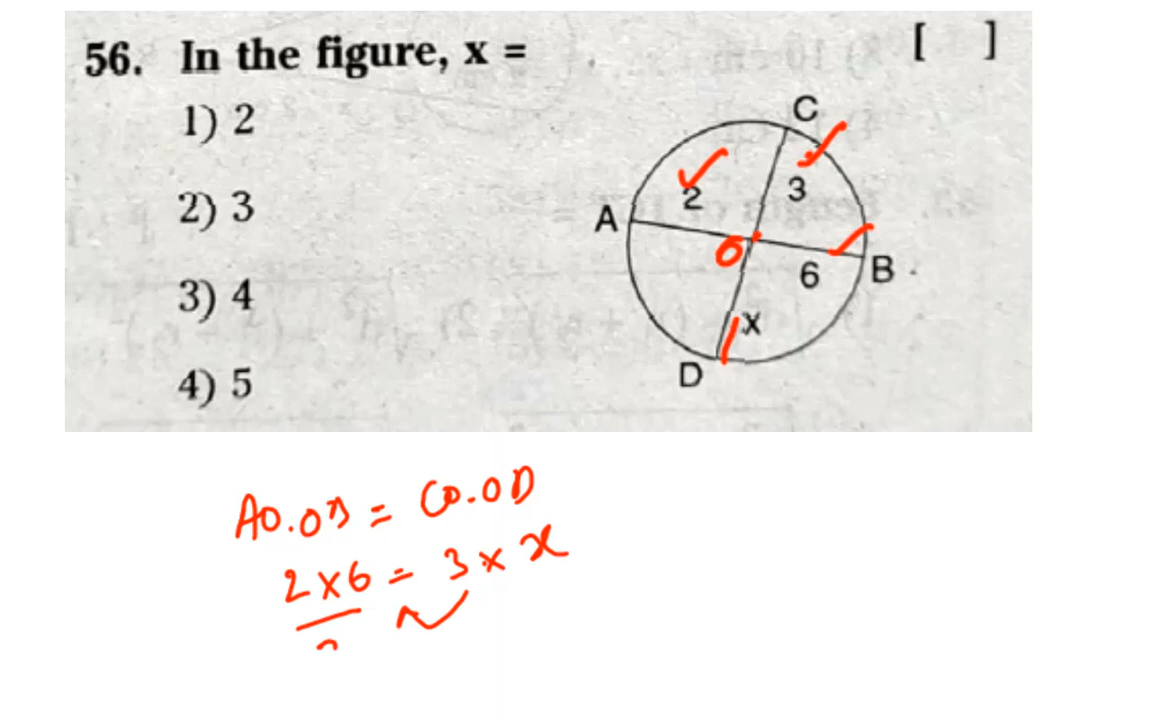 56. In the figure, x = [ ]
1) 2
2) 3
3) 4
4) 5
C
2 3
A
O
6 B
x
D
AO.OB = CO.OD
2×6 = 3× x